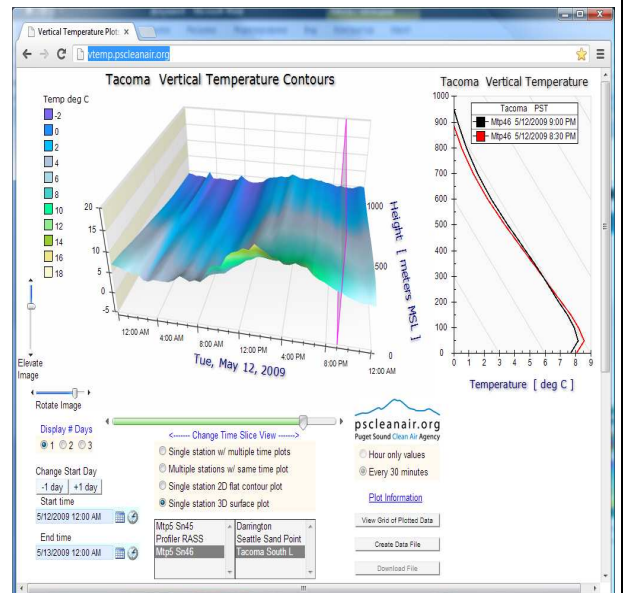 Vertical Temperature Plots
vtemp.pscleanair.org
Tacoma Vertical Temperature Contours
Temp deg C
-2
0
2
4
6
8
10
12
14
16
18
20
15
10
5
0
-5
12:00 AM
4:00 AM
8:00 AM
12:00 PM
4:00 PM
8:00 PM
12:00 AM
Tue, May 12, 2009
1000
500
0
Height [ meters MSL ]
Tacoma Vertical Temperature
Tacoma PST
Mtp46 5/12/2009 9:00 PM
Mtp46 5/12/2009 8:30 PM
1000
900
800
700
600
500
400
300
200
100
0
0 1 2 3 4 5 6 7 8 9
Temperature [ deg C ]
Elevate
Image
Rotate Image
Display # Days
1 2 3
Change Start Day
-1 day +1 day
Start time
5/12/2009 12:00 AM
End time
5/13/2009 12:00 AM
<------- Change Time Slice View ------->
Single station w/ multiple time plots
Multiple stations w/ same time plot
Single station 2D flat contour plot
Single station 3D surface plot
Mtp5 Sn45
Profiler RASS
Mtp5 Sn46
Darrington
Seattle Sand Point
Tacoma South L
pscleanair.org
Puget Sound Clean Air Agency
Hour only values
Every 30 minutes
Plot Information
View Grid of Plotted Data
Create Data File
Download File